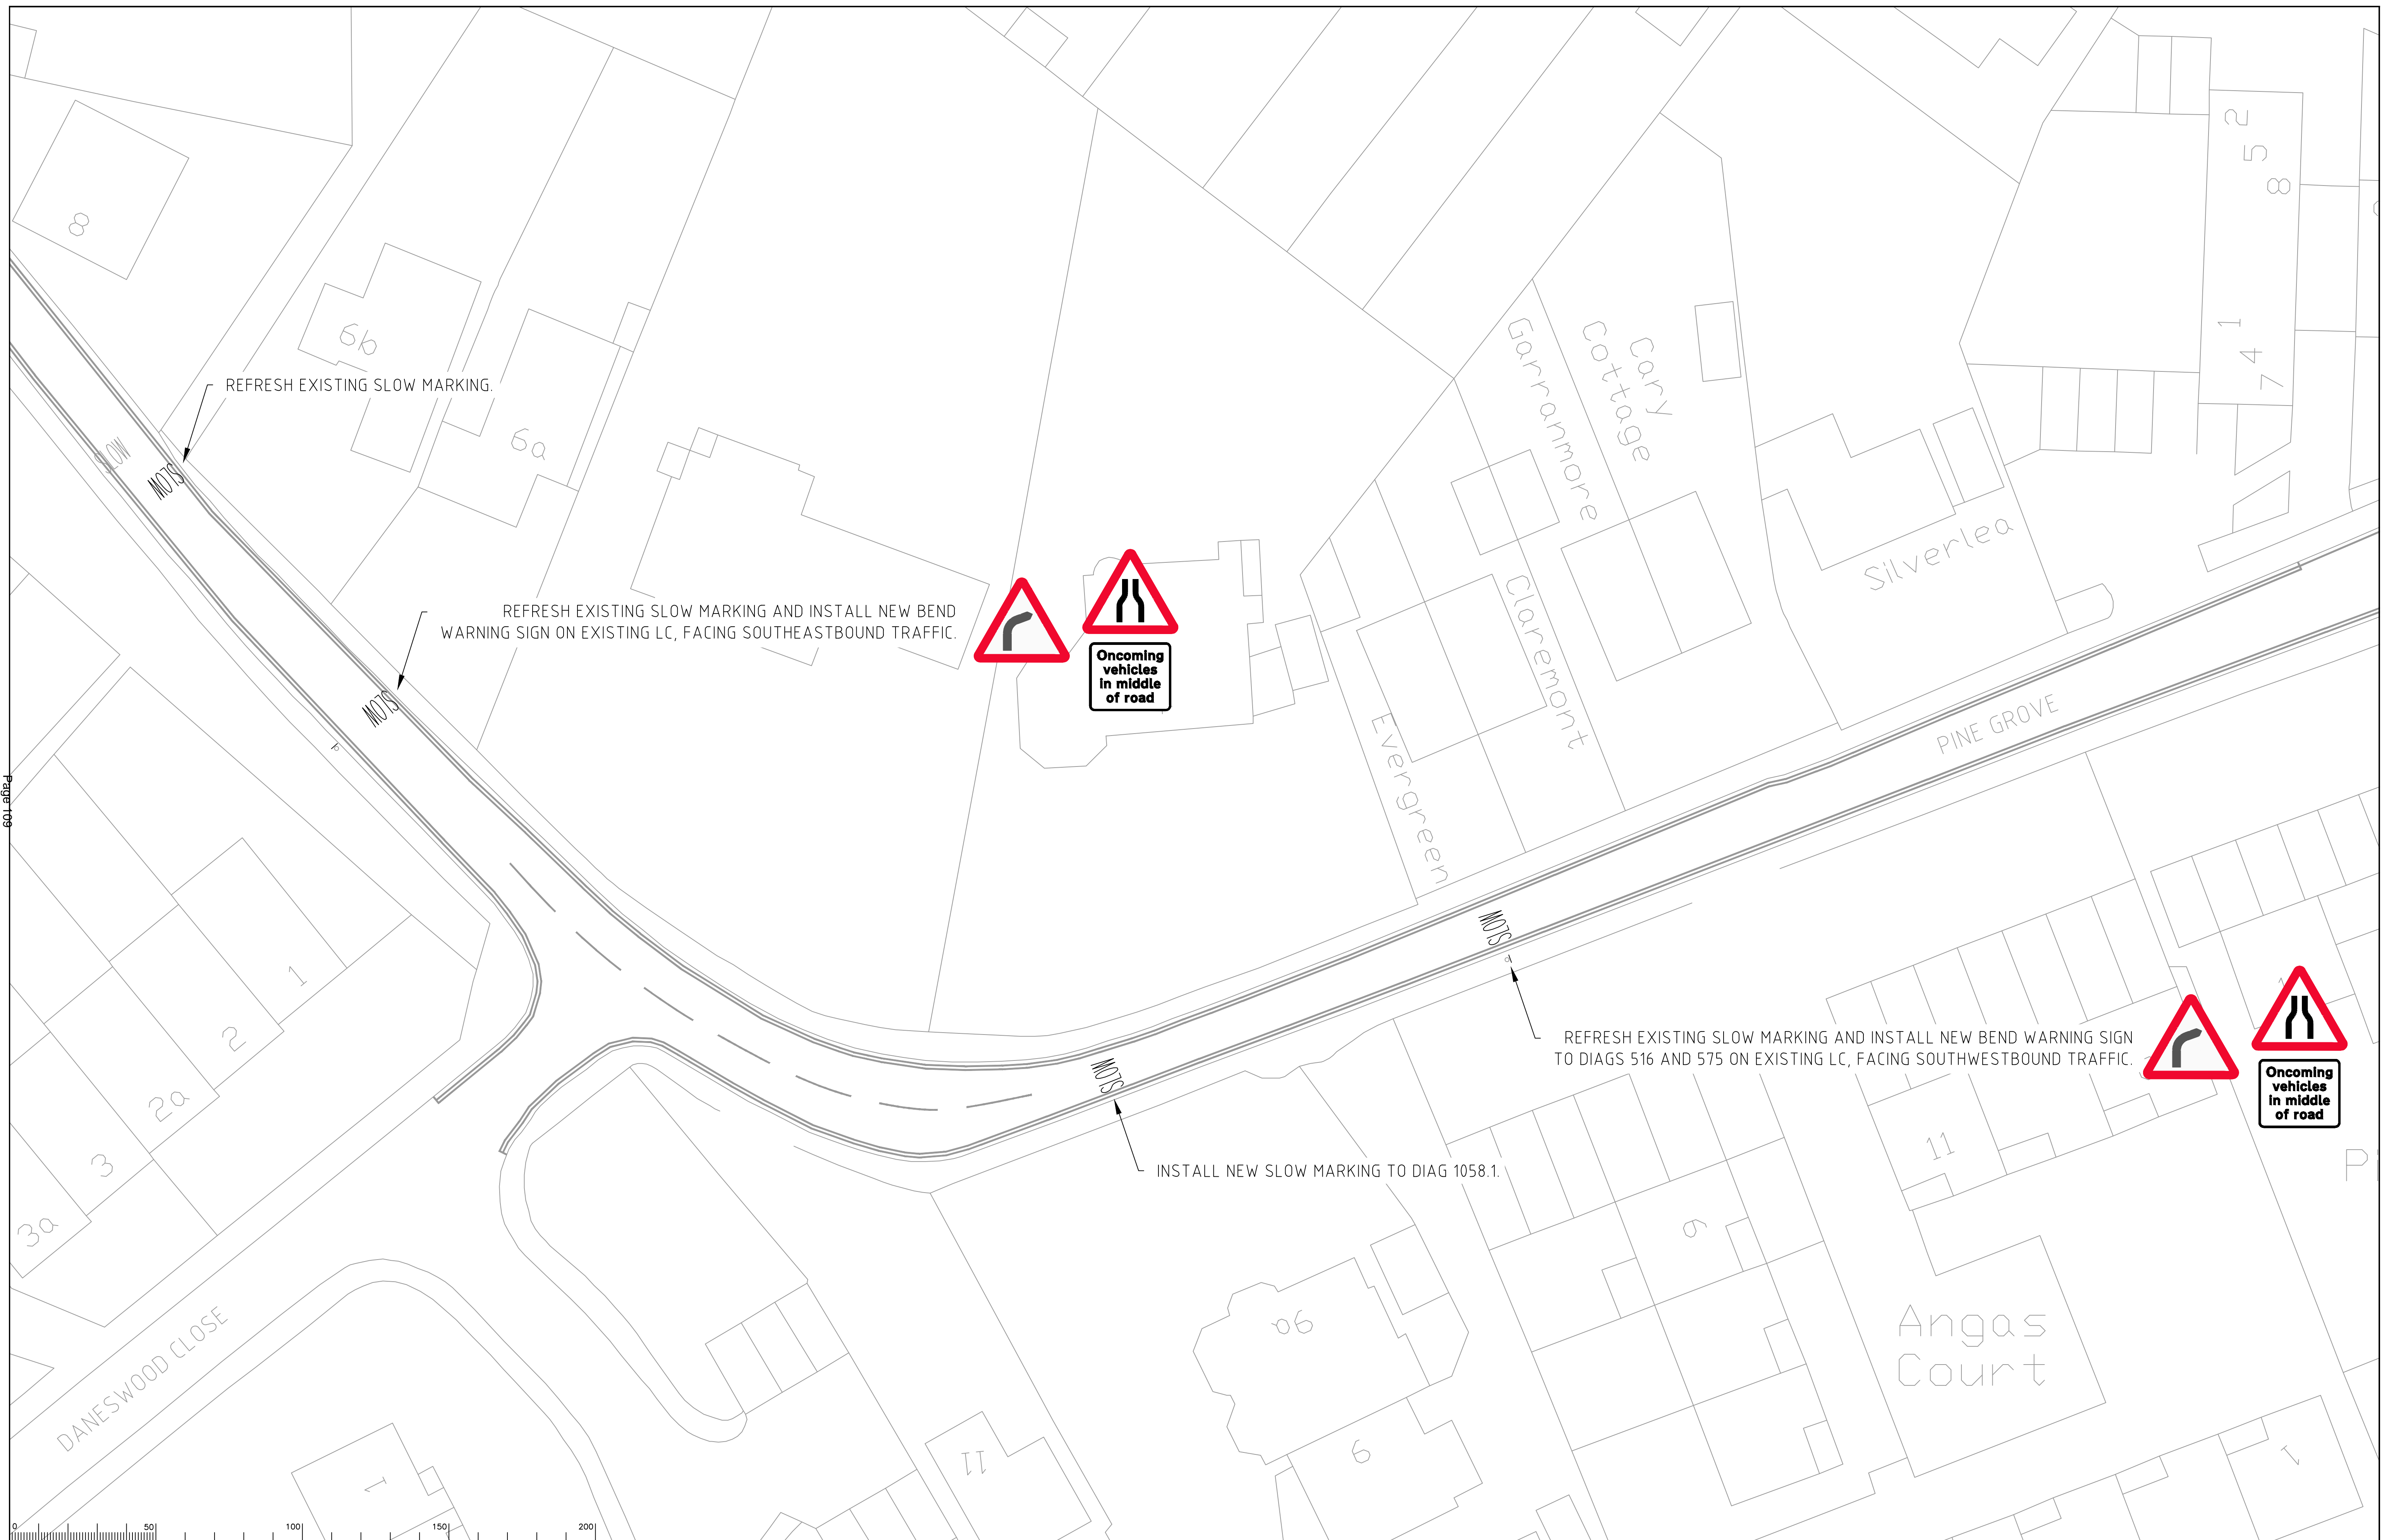 8
6b
6a
REFRESH EXISTING SLOW MARKING.
SLOW
SLOW
REFRESH EXISTING SLOW MARKING AND INSTALL NEW BEND
WARNING SIGN ON EXISTING LC, FACING SOUTHEASTBOUND TRAFFIC.
SLOW
Oncoming
vehicles
in middle
of road
Garranmore
Cary
Cottage
Claremont
Evergreen
Silverlea
PINE GROVE
Page 109
1
2
2a
3
3a
DANESWOOD CLOSE
1
SLOW
REFRESH EXISTING SLOW MARKING AND INSTALL NEW BEND WARNING SIGN
TO DIAGS 516 AND 575 ON EXISTING LC, FACING SOUTHWESTBOUND TRAFFIC.
Oncoming
vehicles
in middle
of road
SLOW
INSTALL NEW SLOW MARKING TO DIAG 1058.1.
11
9
9a
9
11
Angas
Court
1
0 50 100 150 200